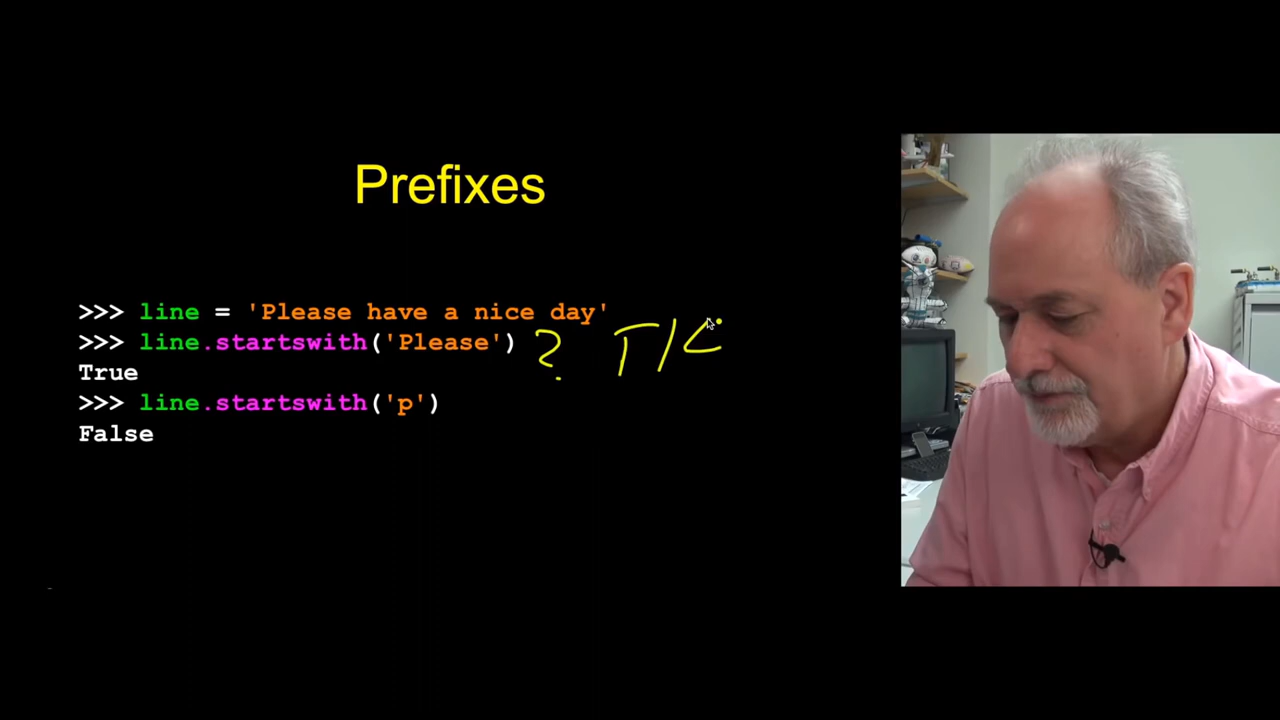 Prefixes
>>> line = 'Please have a nice day'
>>> line.startswith('Please') ? T/
True
>>> line.startswith('p')
False